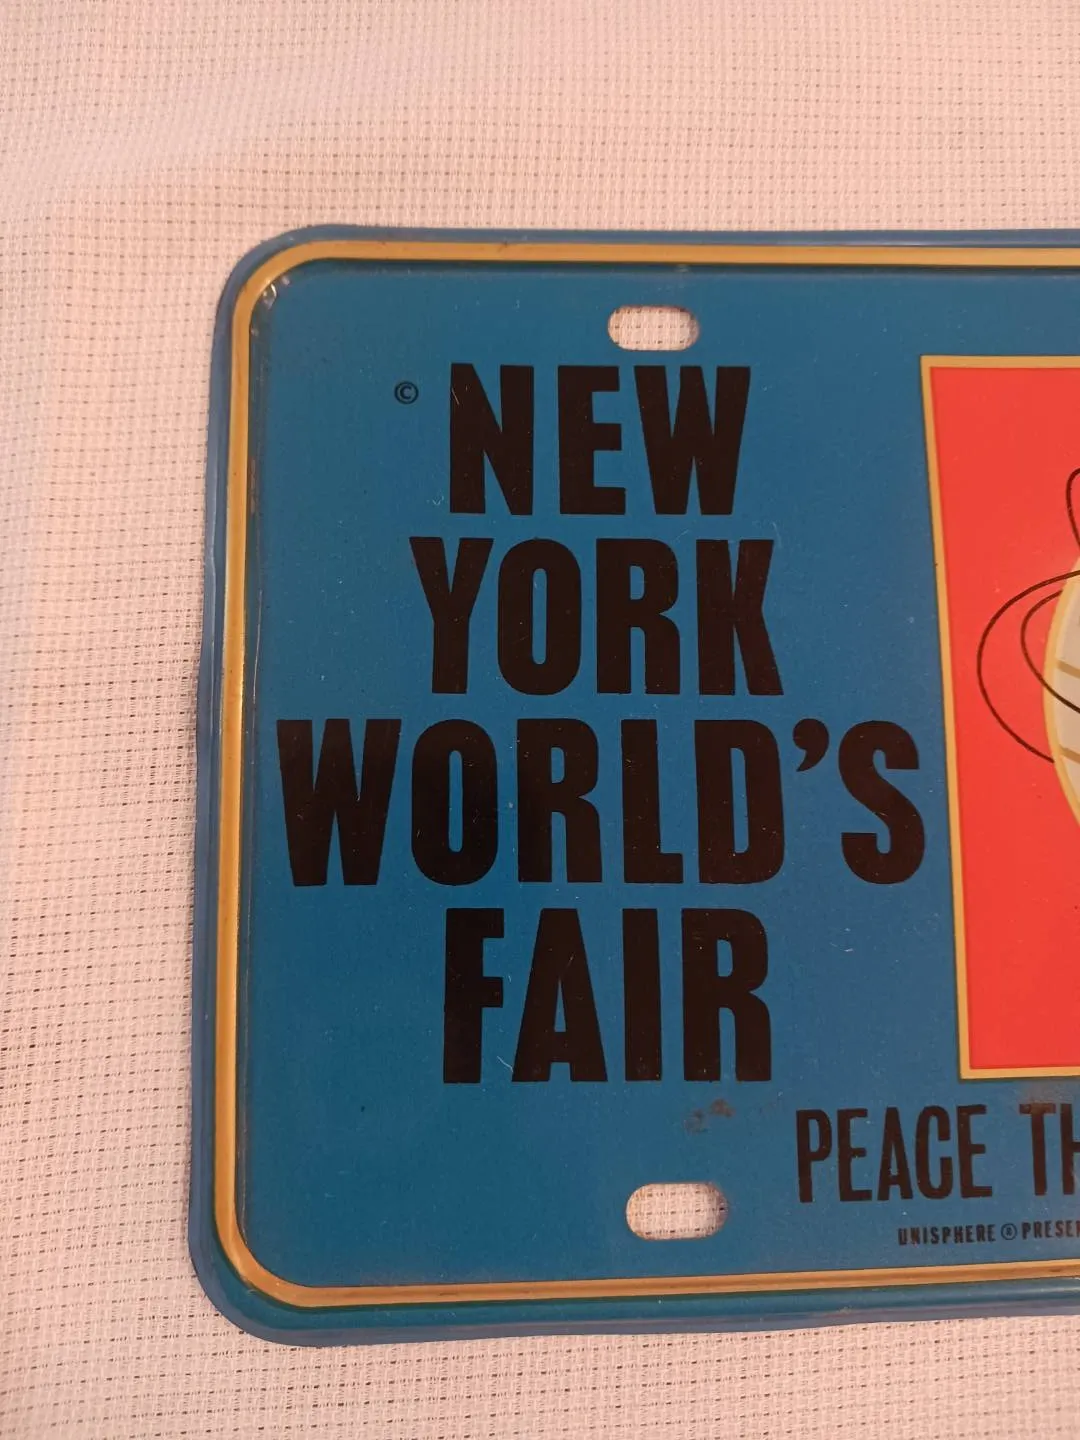 © NEW
YORK
WORLD'S
FAIR
PEACE TH
UNISPHERE ® PRESE